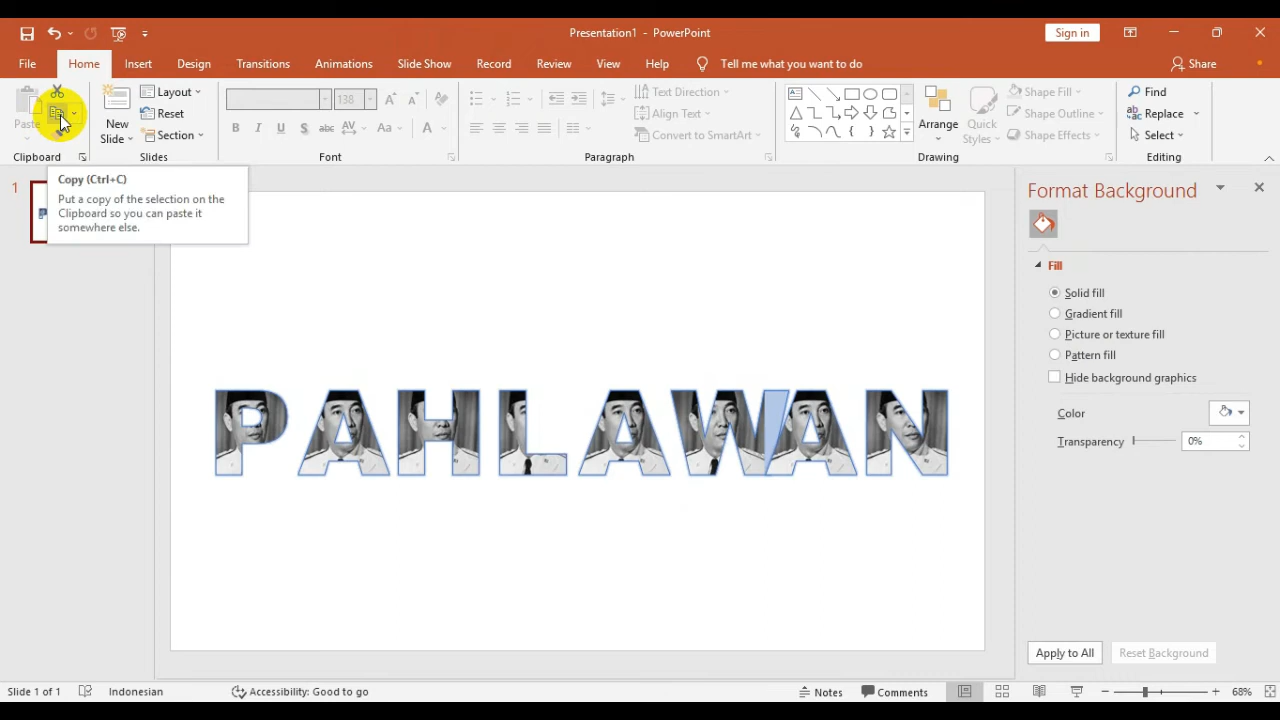 Presentation1 - PowerPoint
Sign in
File Home Insert Design Transitions Animations Slide Show Record Review View Help Tell me what you want to do Share
Paste
Clipboard
New Slide
Layout
Reset
Section
Slides
138
B I S abc AV Aa A
Font
Text Direction
Align Text
Convert to SmartArt
Paragraph
Arrange
Quick Styles
Shape Fill
Shape Outline
Shape Effects
Drawing
Find
Replace
Select
Editing
Copy (Ctrl+C)
Put a copy of the selection on the
Clipboard so you can paste it
somewhere else.
1
PAHLAWAN
Format Background
Fill
Solid fill
Gradient fill
Picture or texture fill
Pattern fill
Hide background graphics
Color
Transparency 0%
Apply to All Reset Background
Slide 1 of 1 Indonesian Accessibility: Good to go Notes Comments 68%